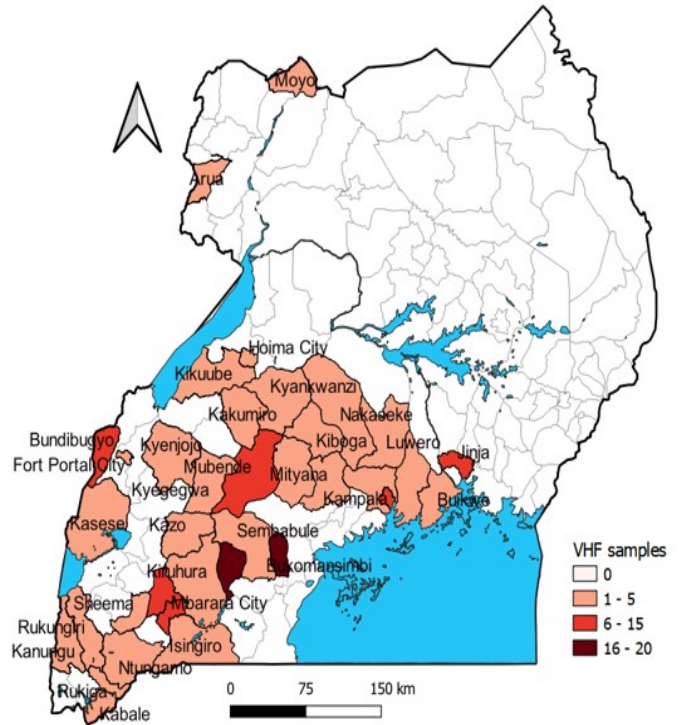 Moyo
Arua
Hoima City
Kikuube
Kyankwanzi
Kakumiro
Nakaseke
Bundibugyo
Kyenjojo
Kiboga
Luwero
Fort Portal City
Mubende
Mityana
Jinja
Kyegegwa
Kampala
Buikwe
Kasese
Kazo
Sembabule
Kiruhura
Bukomansimbi
Sheema
Mbarara City
Rukungiri
Isingiro
Kanungu
Ntungamo
Rukiga
Kabale
VHF samples
0
1 - 5
6 - 15
16 - 20
0 75 150 km